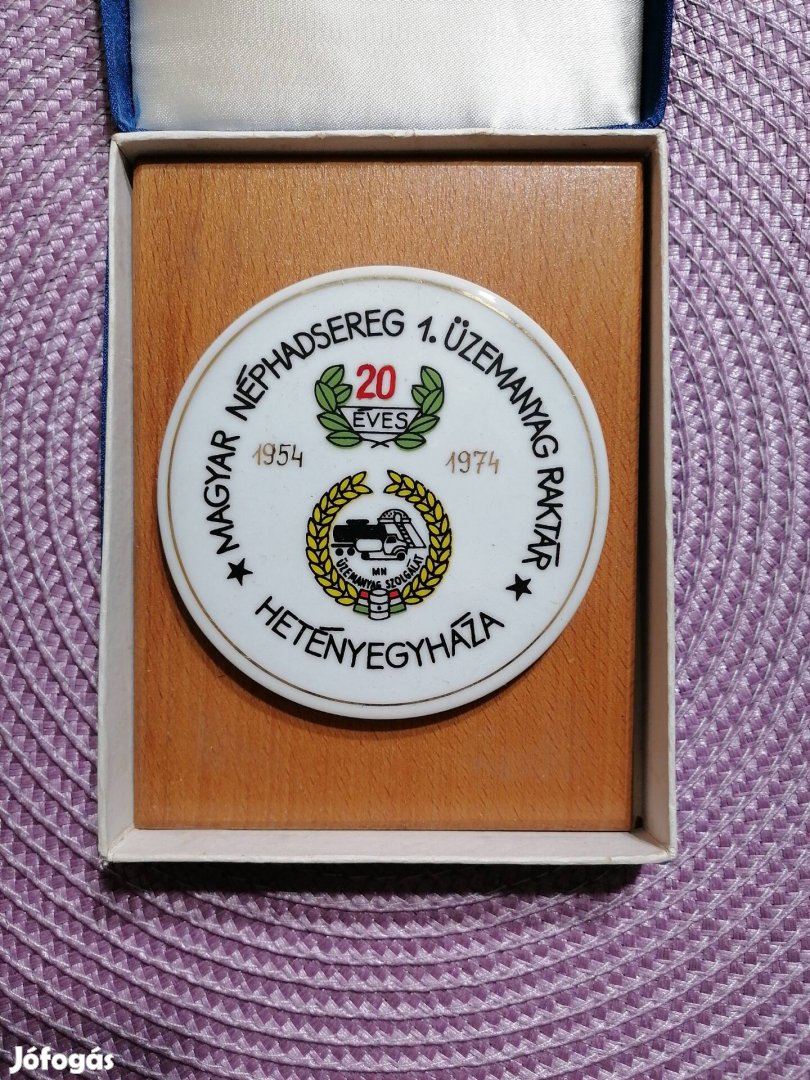 ★ MAGYAR NÉPHADSEREG 1. ÜZEMANYAG RAKTÁR ★
20
ÉVES
1954 1974
MN
ÜZEMANYAG SZOLGÁLAT
HETÉNYEGYHÁZA
Jófogás